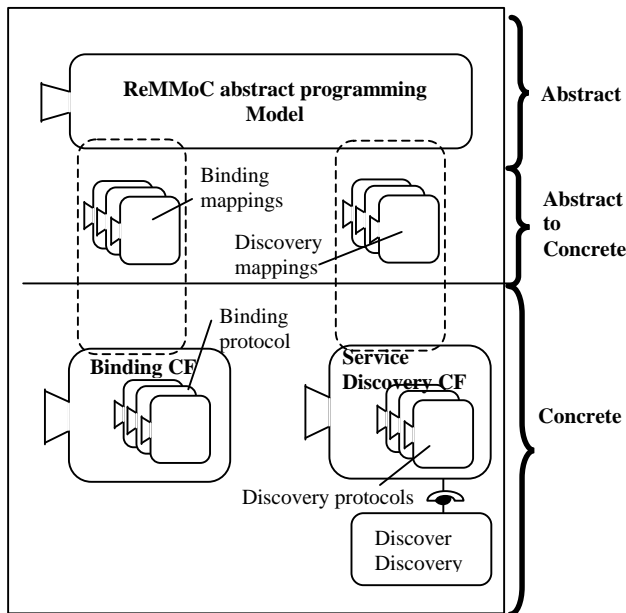 ReMMoC abstract programming
Model
Abstract
Binding
mappings
Discovery
mappings
Abstract
to
Concrete
Binding
protocol
Binding CF
Service
Discovery CF
Concrete
Discovery protocols
Discover
Discovery